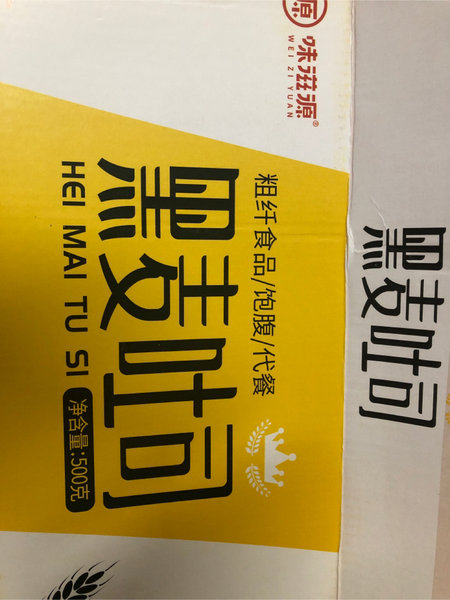 源
味滋源®
WEI ZI YUAN
粗纤食品/饱腹/代餐
黑麦吐司
HEI MAI TU SI
净含量:500克
黑麦吐司